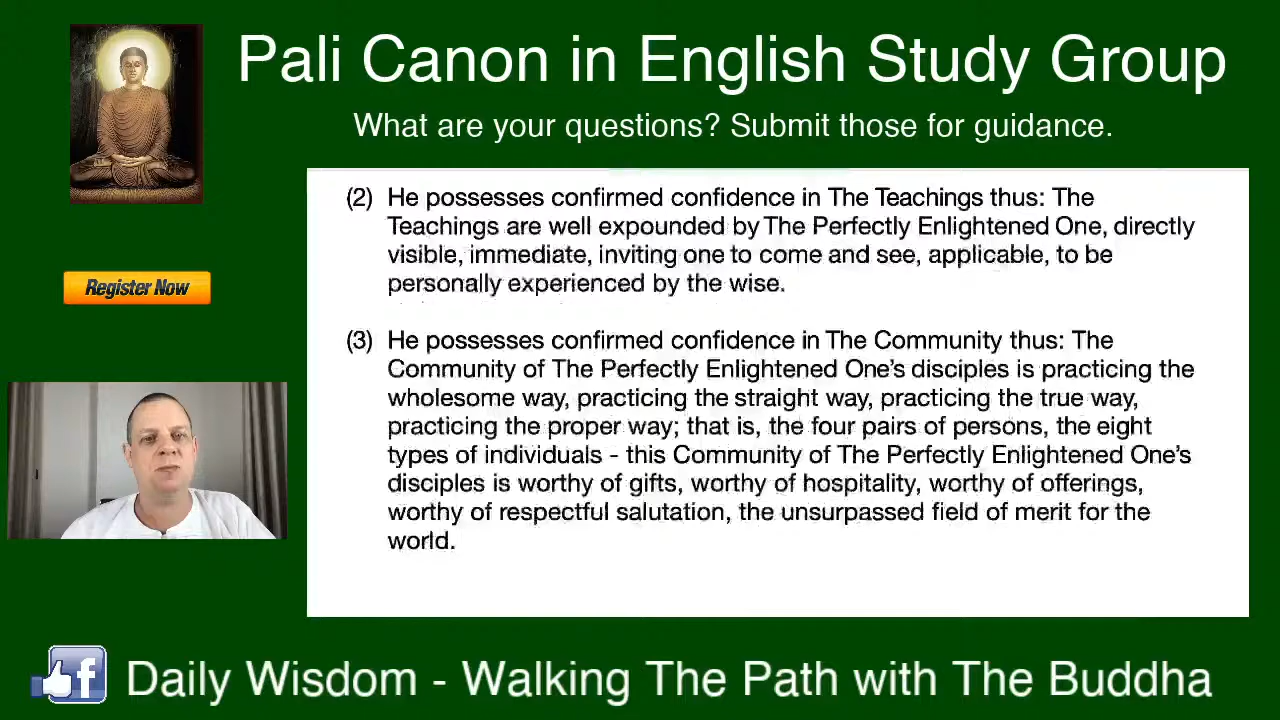 Pali Canon in English Study Group
What are your questions? Submit those for guidance.
(2) He possesses confirmed confidence in The Teachings thus: The
Teachings are well expounded by The Perfectly Enlightened One, directly
visible, immediate, inviting one to come and see, applicable, to be
personally experienced by the wise.
Register Now
(3) He possesses confirmed confidence in The Community thus: The
Community of The Perfectly Enlightened One's disciples is practicing the
wholesome way, practicing the straight way, practicing the true way,
practicing the proper way; that is, the four pairs of persons, the eight
types of individuals - this Community of The Perfectly Enlightened One's
disciples is worthy of gifts, worthy of hospitality, worthy of offerings,
worthy of respectful salutation, the unsurpassed field of merit for the
world.
f
Daily Wisdom - Walking The Path with The Buddha